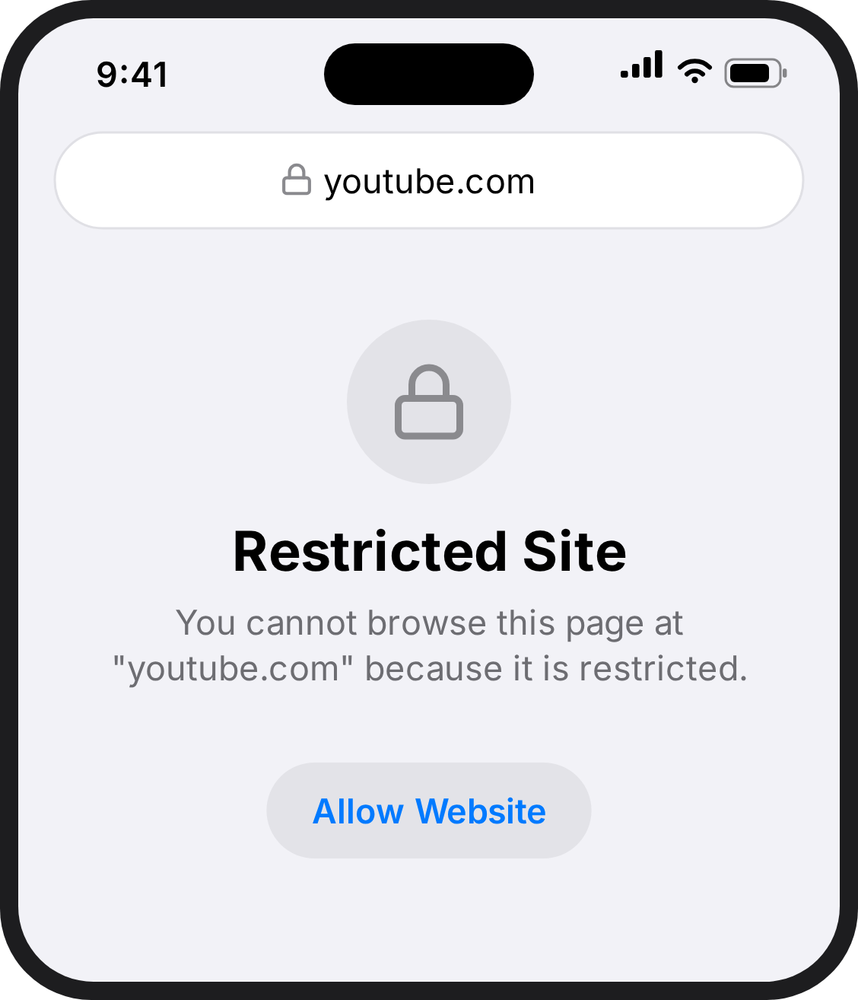 9:41
youtube.com
Restricted Site
You cannot browse this page at
"youtube.com" because it is restricted.
Allow Website